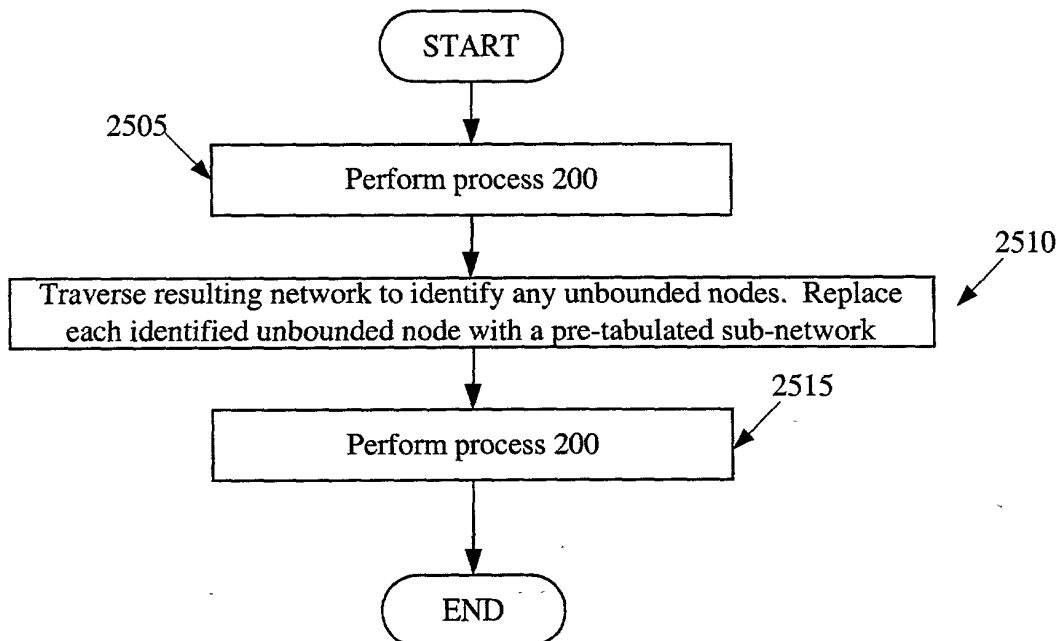 START
2505
Perform process 200
2510
Traverse resulting network to identify any unbounded nodes. Replace
each identified unbounded node with a pre-tabulated sub-network
2515
Perform process 200
END